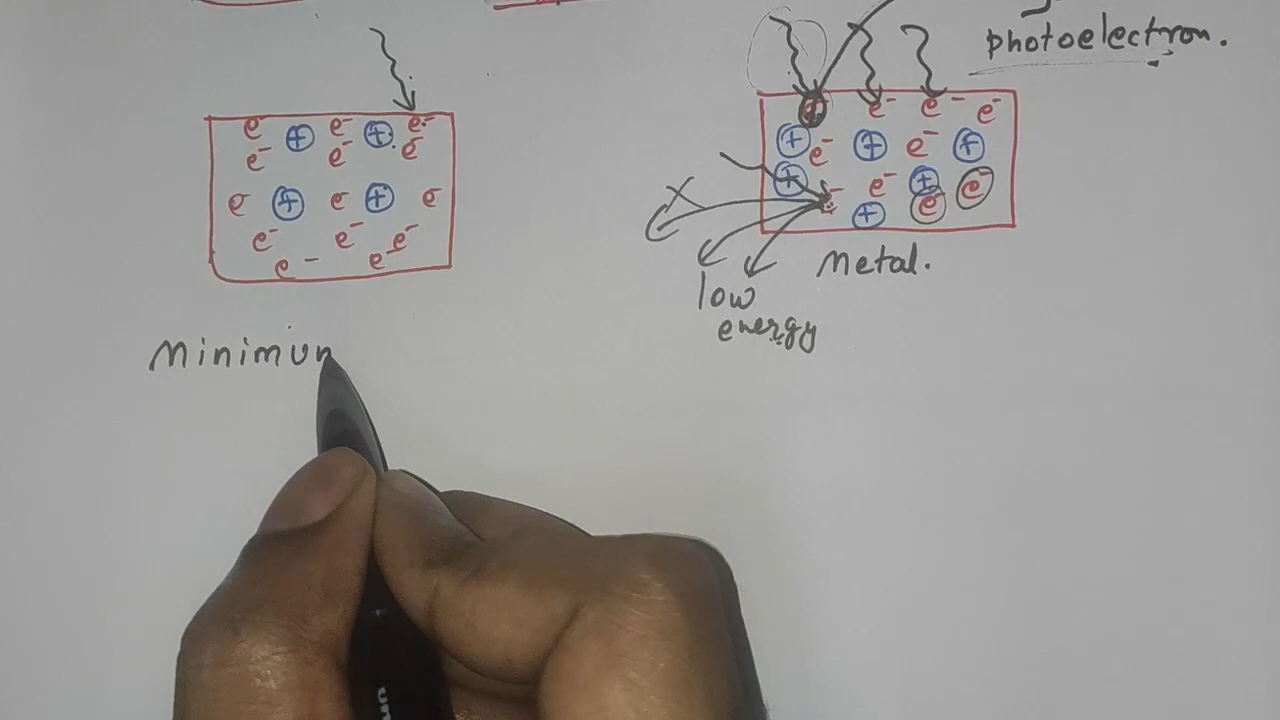 photoelectron.
e⁻ + e⁻ + e⁻
e⁻ e⁻ e⁻
e⁻ + e⁻ + e⁻
e⁻ e⁻ e⁻
e⁻ e⁻
+ e⁻ e⁻ e⁻
+ e⁻ + e⁻ +
+ e⁻ + e⁻
+ e⁻
Metal.
low
energy
Minimum